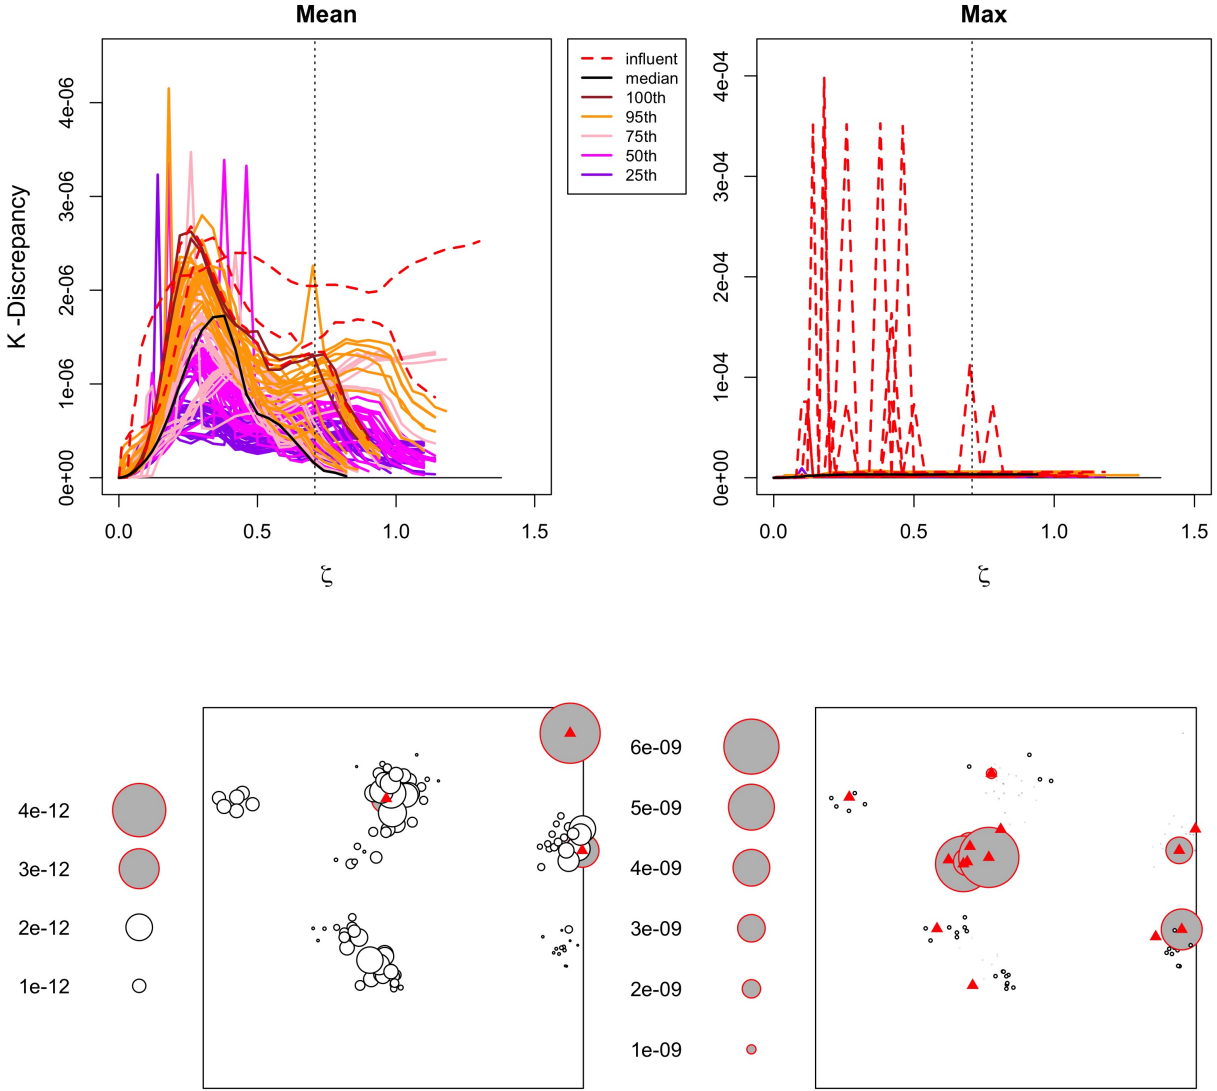 Mean
K -Discrepancy
4e-06
3e-06
2e-06
1e-06
0e+00
0.0 0.5 1.0 1.5
ζ
influent
median
100th
95th
75th
50th
25th
Max
4e-04
3e-04
2e-04
1e-04
0e+00
0.0 0.5 1.0 1.5
ζ
4e-12
3e-12
2e-12
1e-12
6e-09
5e-09
4e-09
3e-09
2e-09
1e-09